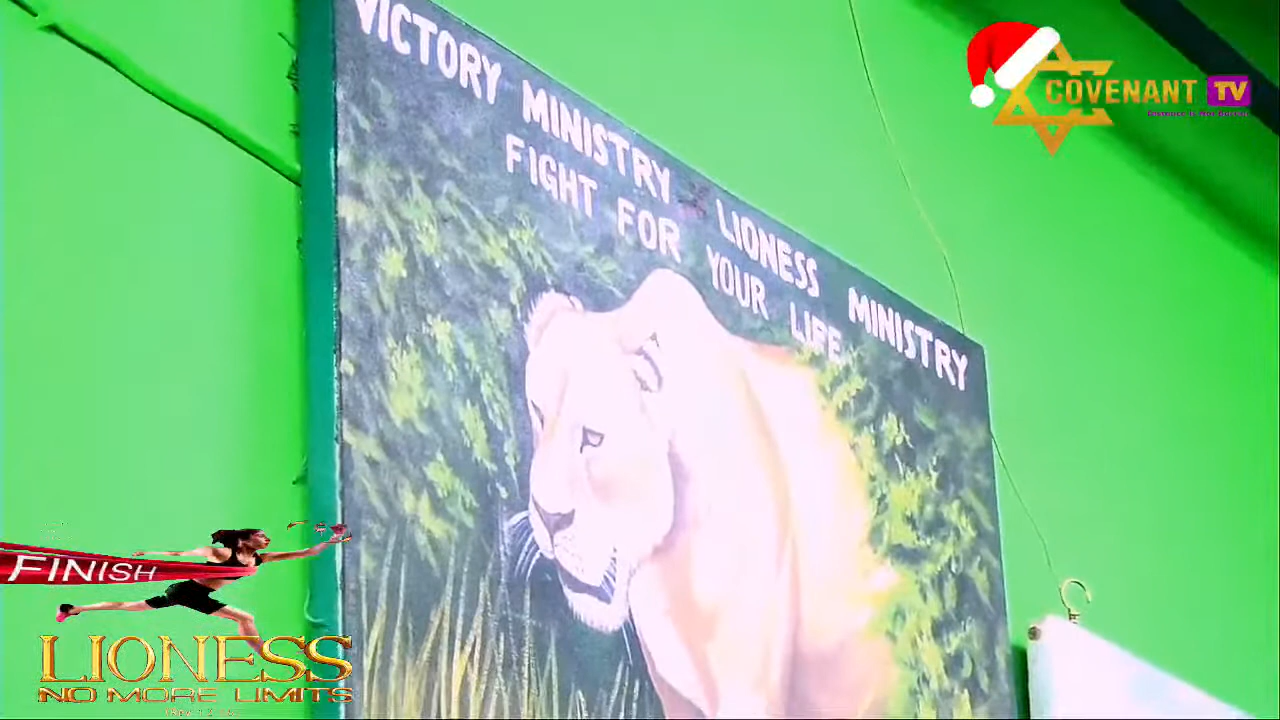 VICTORY MINISTRY LIONESS MINISTRY
FIGHT FOR YOUR LIFE
COVENANT TV
FINISH
LIONESS
NO MORE LIMITS